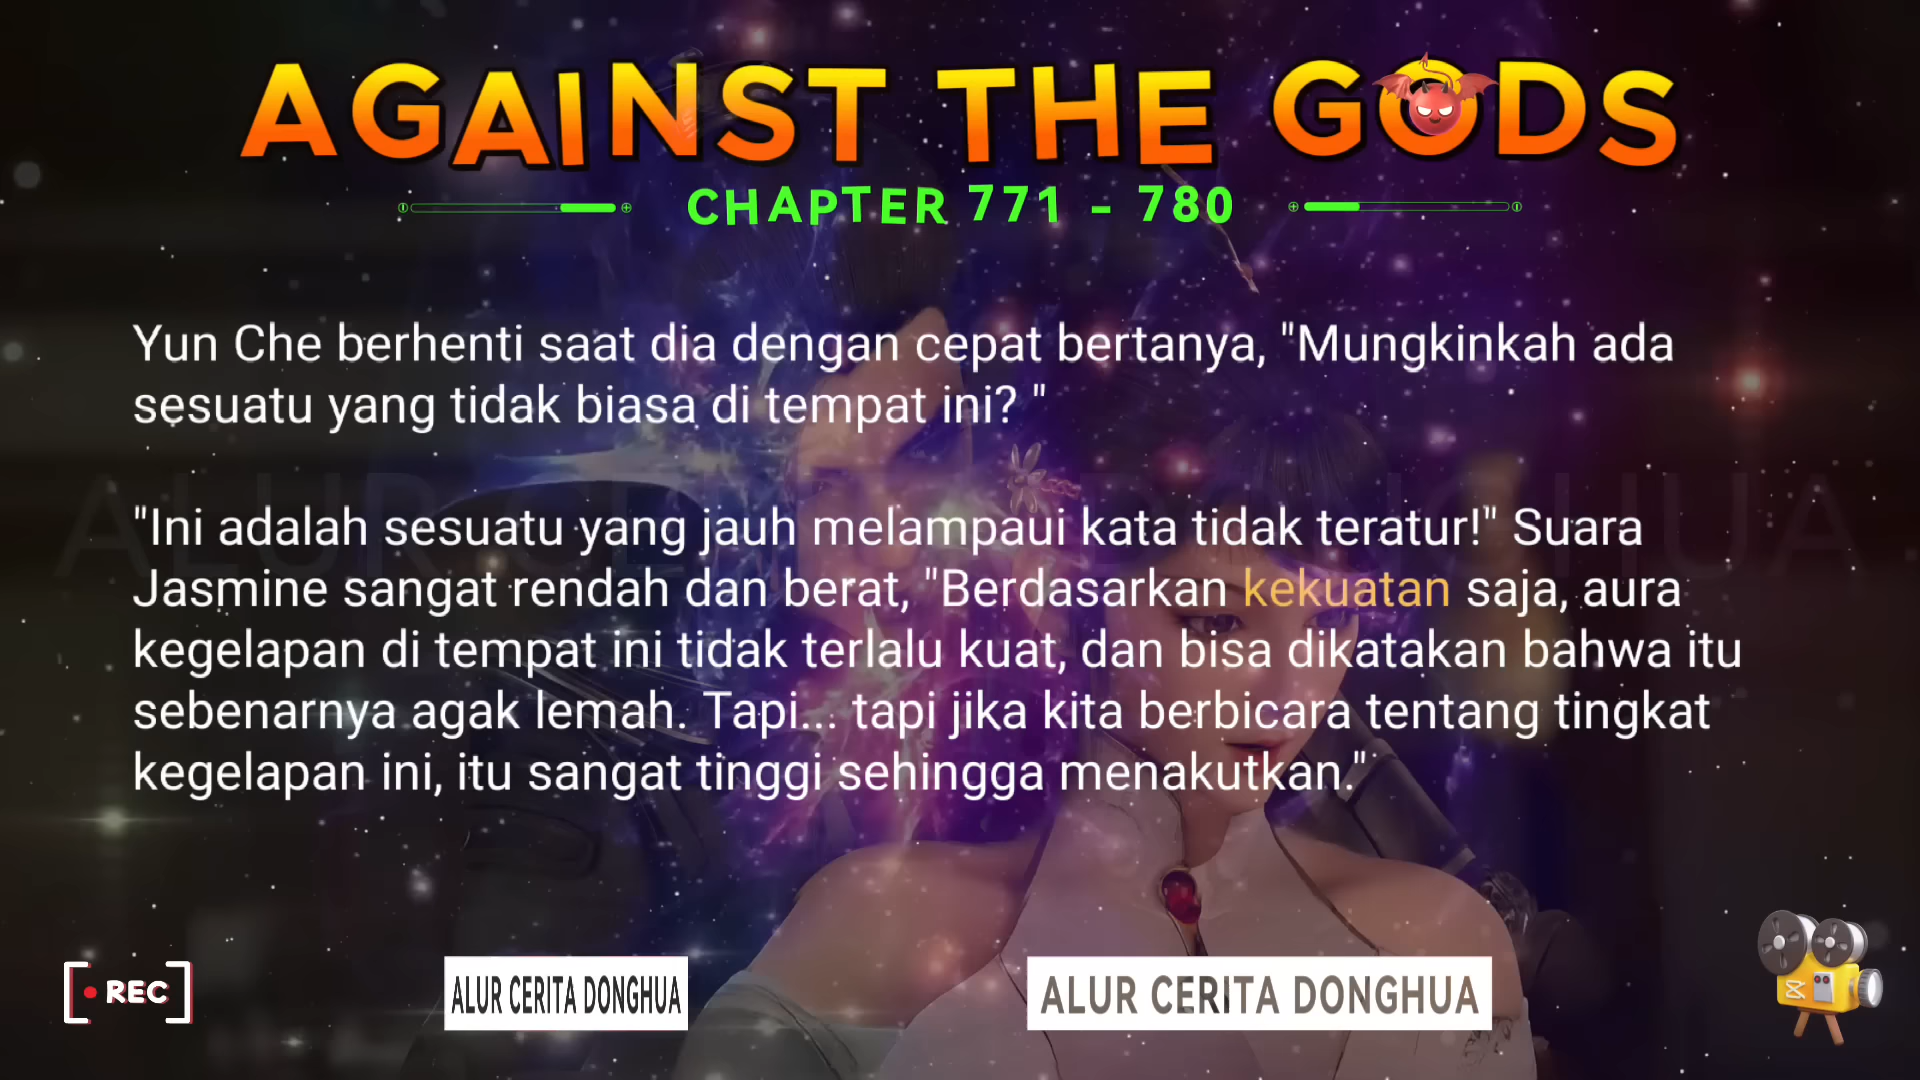 AGAINST THE GODS
CHAPTER 771 - 780
Yun Che berhenti saat dia dengan cepat bertanya, "Mungkinkah ada
sesuatu yang tidak biasa di tempat ini? "
"Ini adalah sesuatu yang jauh melampaui kata tidak teratur!" Suara
Jasmine sangat rendah dan berat, "Berdasarkan kekuatan saja, aura
kegelapan di tempat ini tidak terlalu kuat, dan bisa dikatakan bahwa itu
sebenarnya agak lemah. Tapi... tapi jika kita berbicara tentang tingkat
kegelapan ini, itu sangat tinggi sehingga menakutkan."
ALUR CERITA DONGHUA
REC
ALUR CERITA DONGHUA
ALUR CERITA DONGHUA